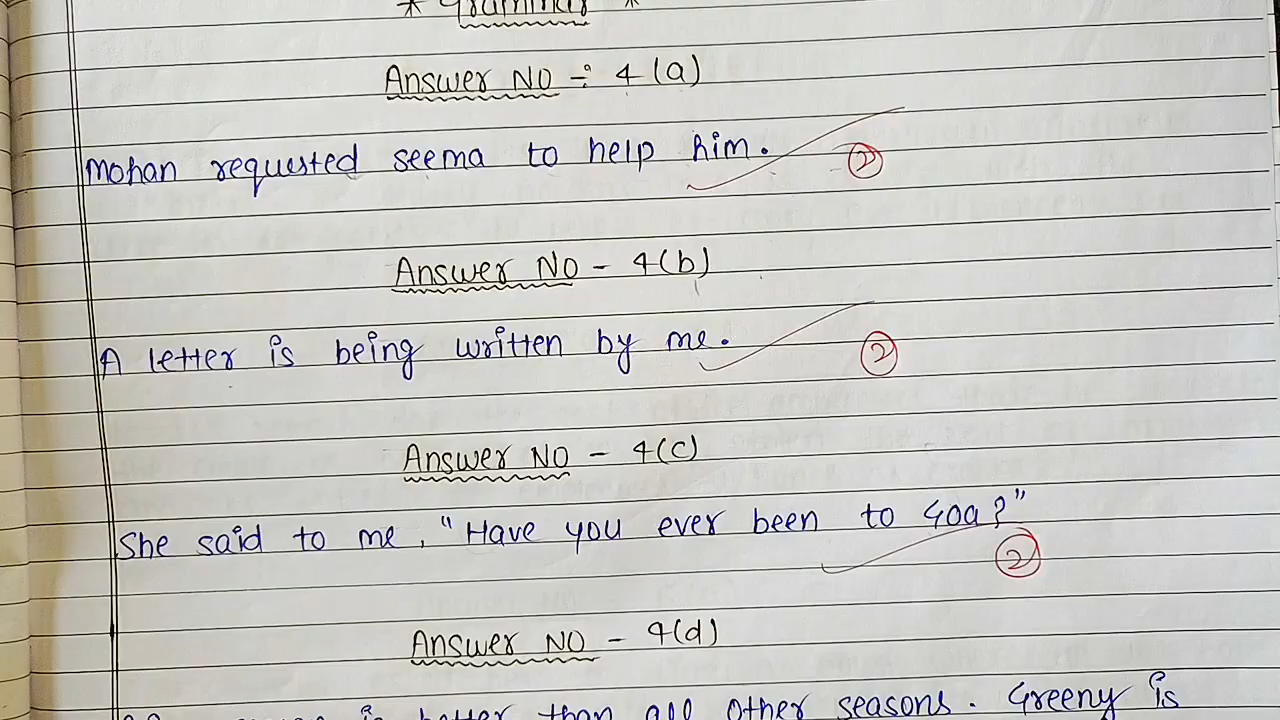 * Grammar *
Answer No ÷ 4 (a)
Mohan requested seema to help him.
2
Answer No - 4(b)
A letter is being written by me.
2
Answer No - 4(c)
She said to me, "Have you ever been to Goa?"
2
Answer No - 4(d)
is better than all other seasons. Greeny is